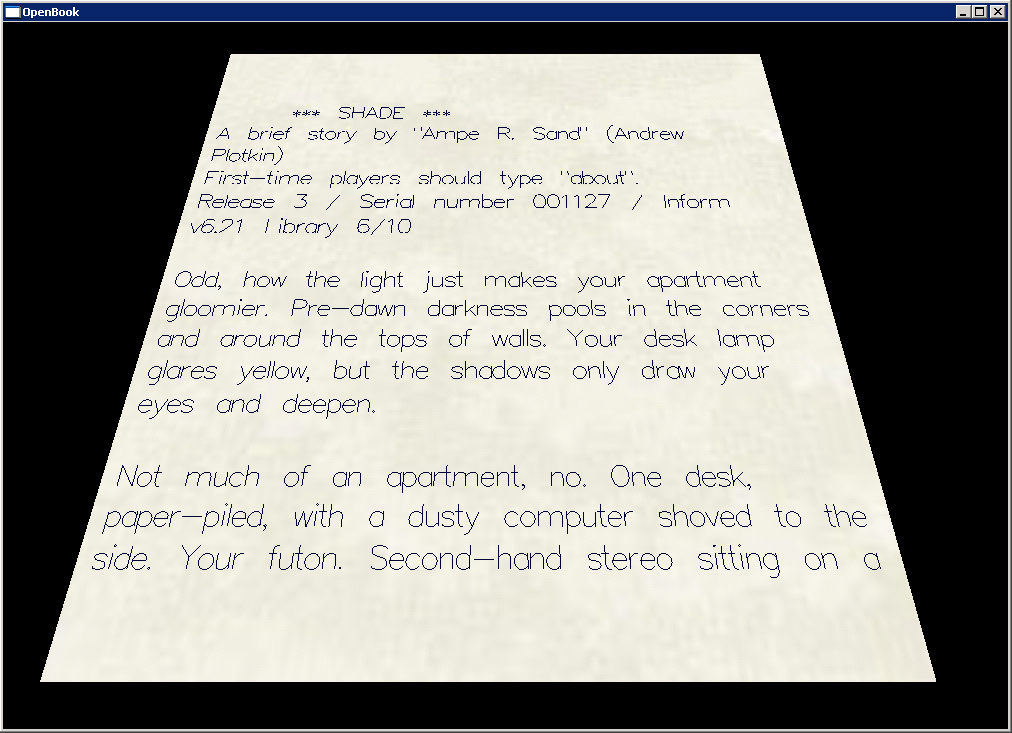 OpenBook
*** SHADE ***
A brief story by "Ampe R. Sand" (Andrew
Plotkin)
First-time players should type "about".
Release 3 / Serial number 001127 / Inform
v6.21 Library 6/10
Odd, how the light just makes your apartment
gloomier. Pre-dawn darkness pools in the corners
and around the tops of walls. Your desk lamp
glares yellow, but the shadows only draw your
eyes and deepen.
Not much of an apartment, no. One desk,
paper-piled, with a dusty computer shoved to the
side. Your futon. Second-hand stereo sitting on a